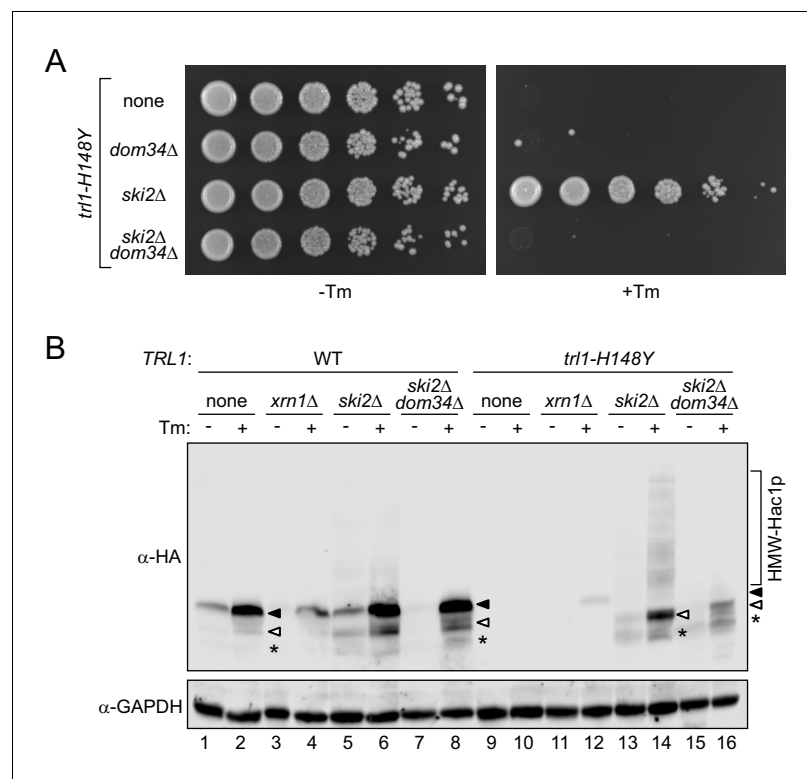 A
trl1-H148Y
none
dom34Δ
ski2Δ
ski2Δ
dom34Δ
-Tm
+Tm
B
TRL1: WT trl1-H148Y
none xrn1Δ ski2Δ ski2Δ dom34Δ none xrn1Δ ski2Δ ski2Δ dom34Δ
Tm: - + - + - + - + - + - + - + - +
α-HA
HMW-Hac1p
* * * *
α-GAPDH
1 2 3 4 5 6 7 8 9 10 11 12 13 14 15 16